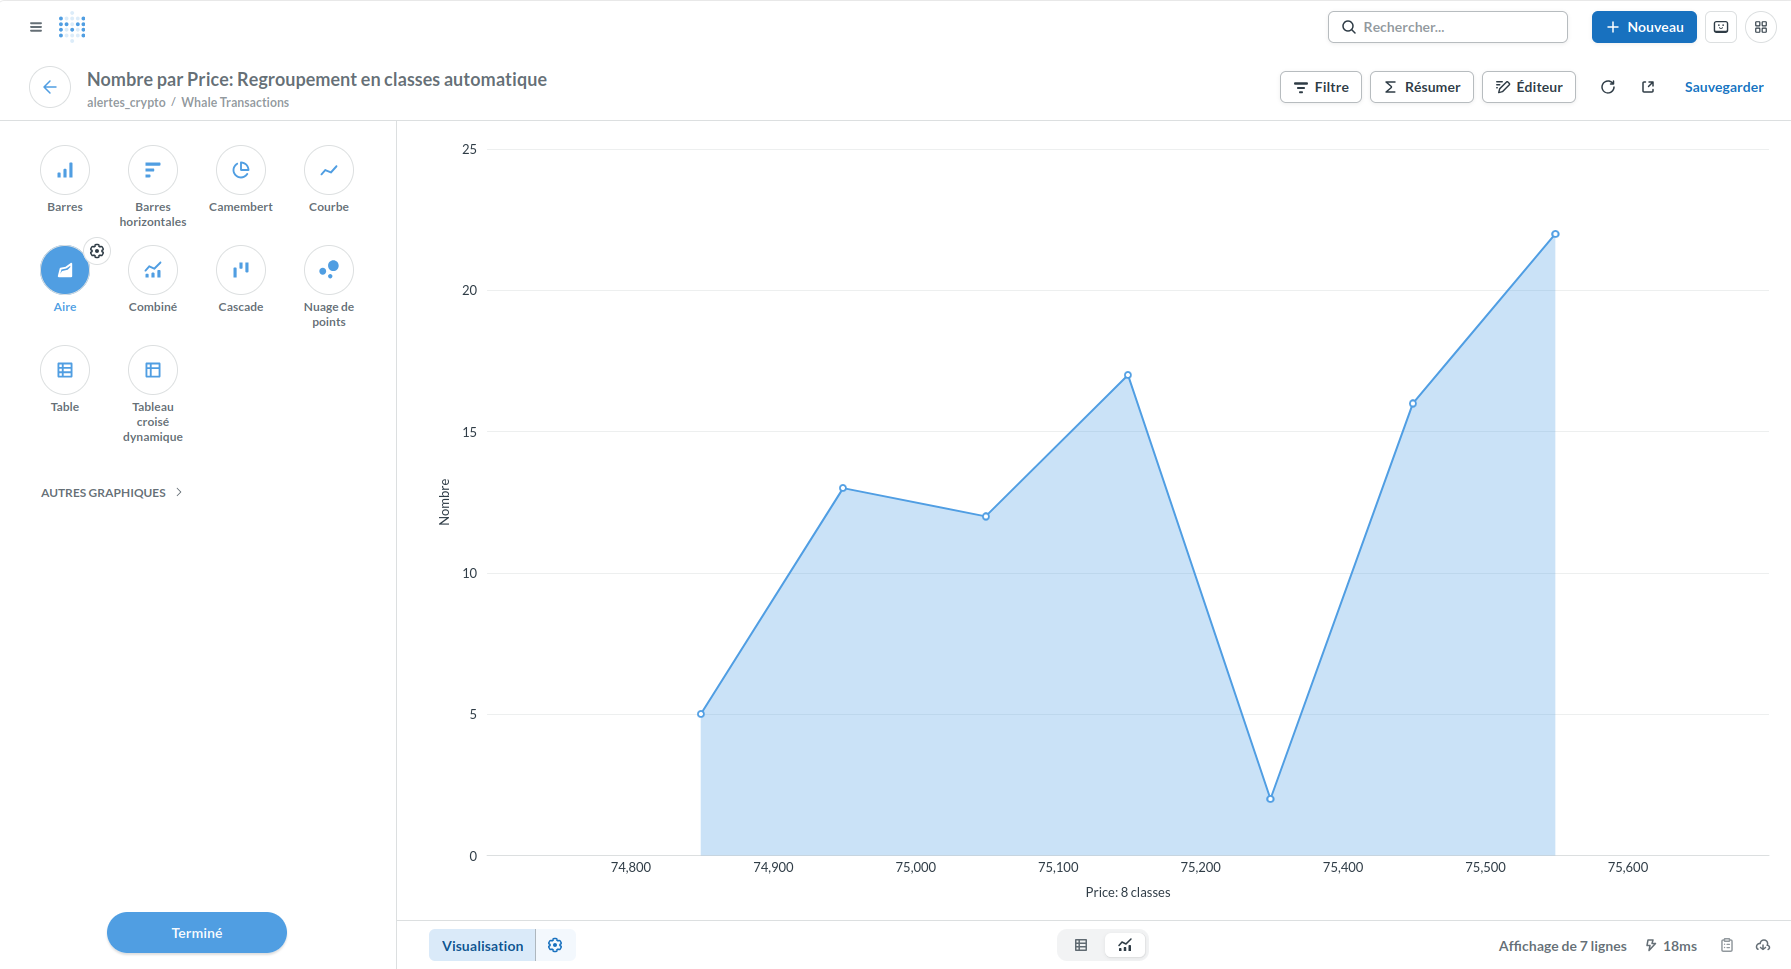 Rechercher...
Nouveau
Nombre par Price: Regroupement en classes automatique
alertes_crypto / Whale Transactions
Filtre
Résumer
Éditeur
Sauvegarder
Barres
Barres
horizontales
Camembert
Courbe
Aire
Combiné
Cascade
Nuage de
points
Table
Tableau
croisé
dynamique
AUTRES GRAPHIQUES
Terminé
25
20
15
10
5
0
Nombre
74,800
74,900
75,000
75,100
75,200
75,400
75,500
75,600
Price: 8 classes
Visualisation
Affichage de 7 lignes
18ms